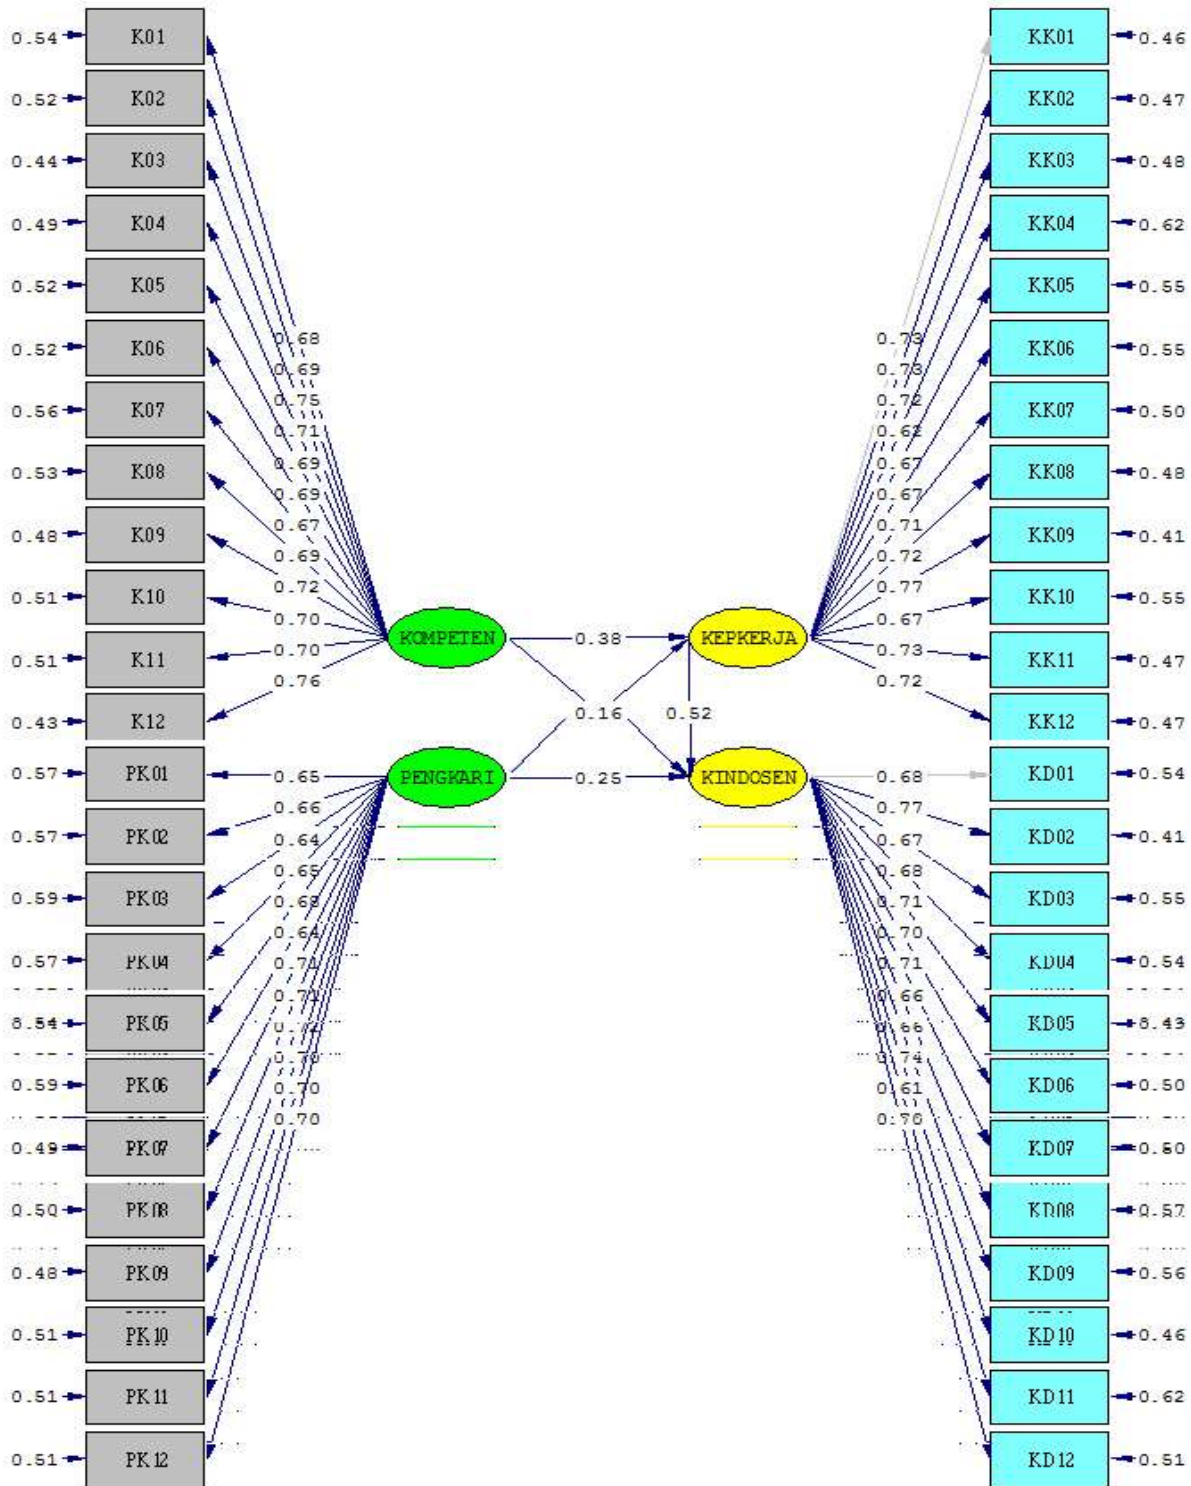 0.54 K01 KK01 0.46
0.52 K02 KK02 0.47
0.44 K03 KK03 0.48
0.49 K04 KK04 0.62
0.52 K05 KK05 0.55
0.68 0.73
0.52 K06 KK06 0.55
0.69 0.73
0.75 0.72
0.56 K07 KK07 0.50
0.71 0.62
0.69 0.67
0.53 K08 KK08 0.48
0.69 0.67
0.67 0.71
0.48 K09 KK09 0.41
0.69 0.72
0.72 0.77
0.51 K10 KK10 0.55
0.70 0.67
KOMPETEN 0.38 KEPKERJA
0.70 0.73
0.51 K11 KK11 0.47
0.76 0.72
0.16 0.52
0.43 K12 KK12 0.47
0.57 PK01 0.65 PENGKARI 0.25 KINDOSEN 0.68 KD01 0.54
0.66 0.77
0.57 PK02 KD02 0.41
0.64 0.67
0.65 0.68
0.59 PK03 0.68 0.71 KD03 0.55
0.64 0.70
0.57 PK04 0.71 0.71 KD04 0.54
0.71 0.66
PK05 0.72 0.66 KD05
0.70 0.74
0.59 PK06 0.70 0.61 KD06 0.50
0.70
0.49 PK07 KD07 0.50
0.50 PK08 KD08 0.57
0.48 PK09 KD09 0.56
0.51 PK10 KD10 0.46
0.51 PK11 KD11 0.62
0.51 PK12 KD12 0.51